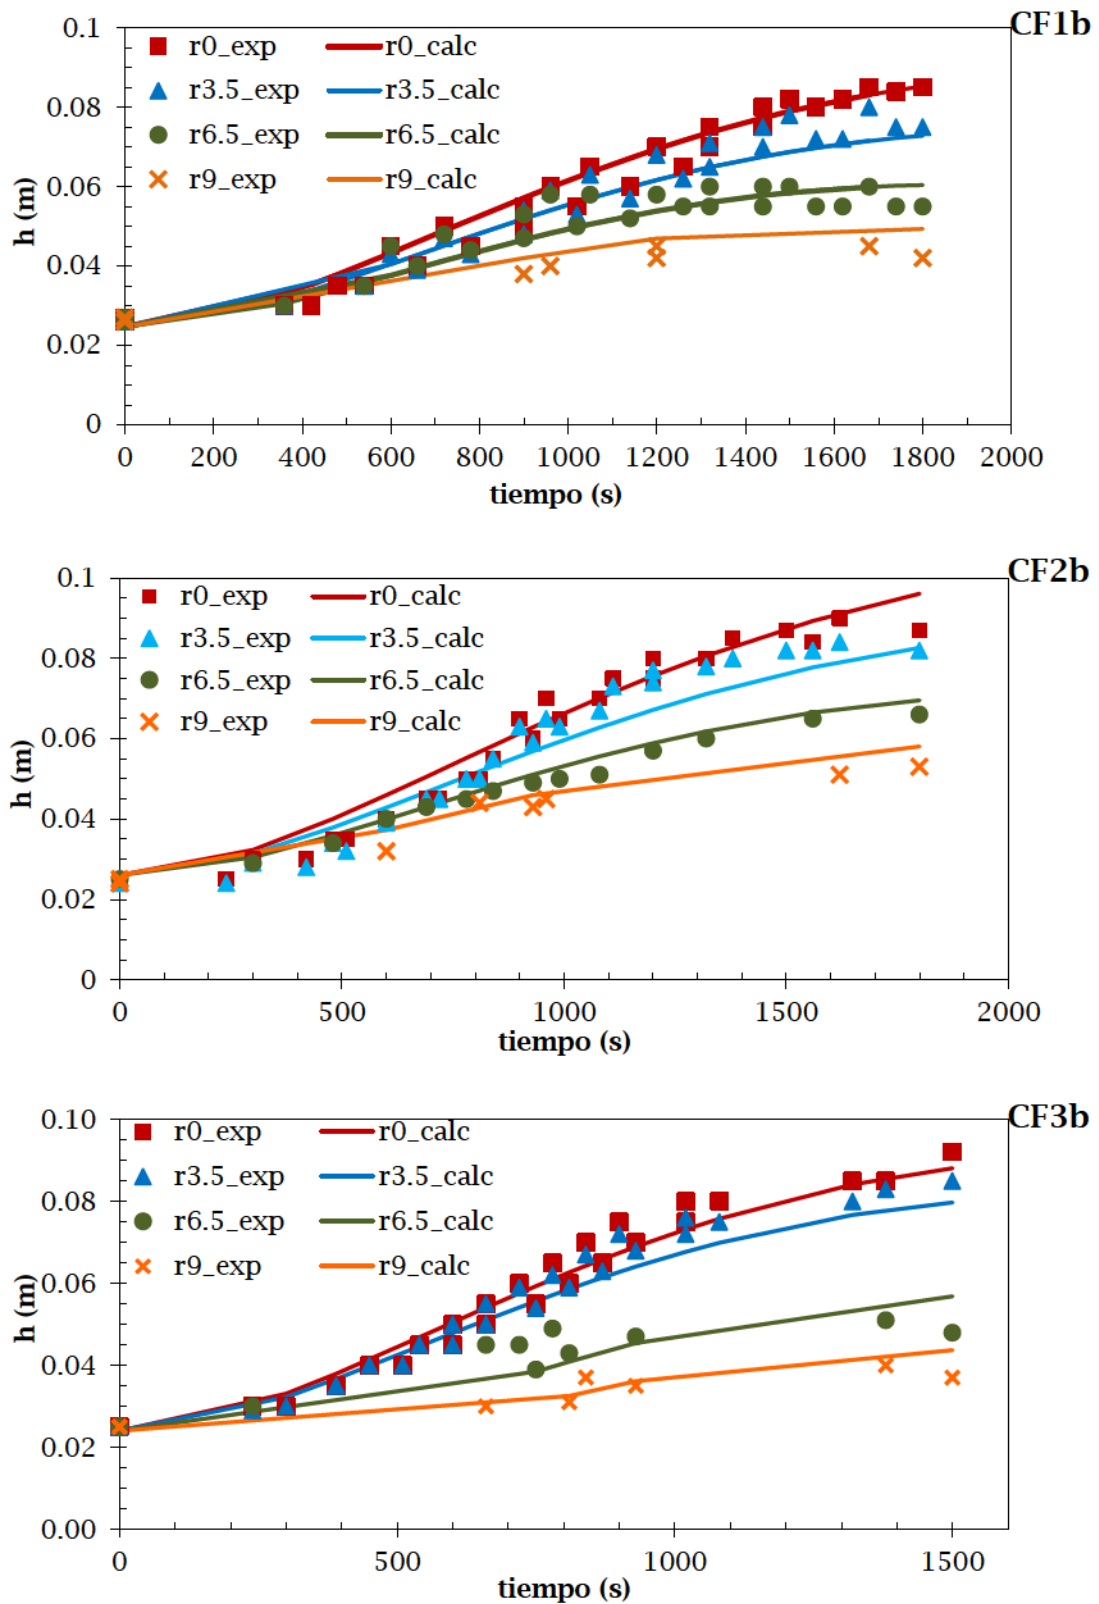 CF1b
0.1
r0_exp r0_calc
r3.5_exp r3.5_calc
0.08
r6.5_exp r6.5_calc
r9_exp r9_calc
0.06
h (m)
0.04
0.02
0
0 200 400 600 800 1000 1200 1400 1600 1800 2000
tiempo (s)
CF2b
0.1
r0_exp r0_calc
r3.5_exp r3.5_calc
0.08
r6.5_exp r6.5_calc
r9_exp r9_calc
0.06
h (m)
0.04
0.02
0
0 500 1000 1500 2000
tiempo (s)
CF3b
0.10
r0_exp r0_calc
r3.5_exp r3.5_calc
0.08
r6.5_exp r6.5_calc
r9_exp r9_calc
0.06
h (m)
0.04
0.02
0.00
0 500 1000 1500
tiempo (s)